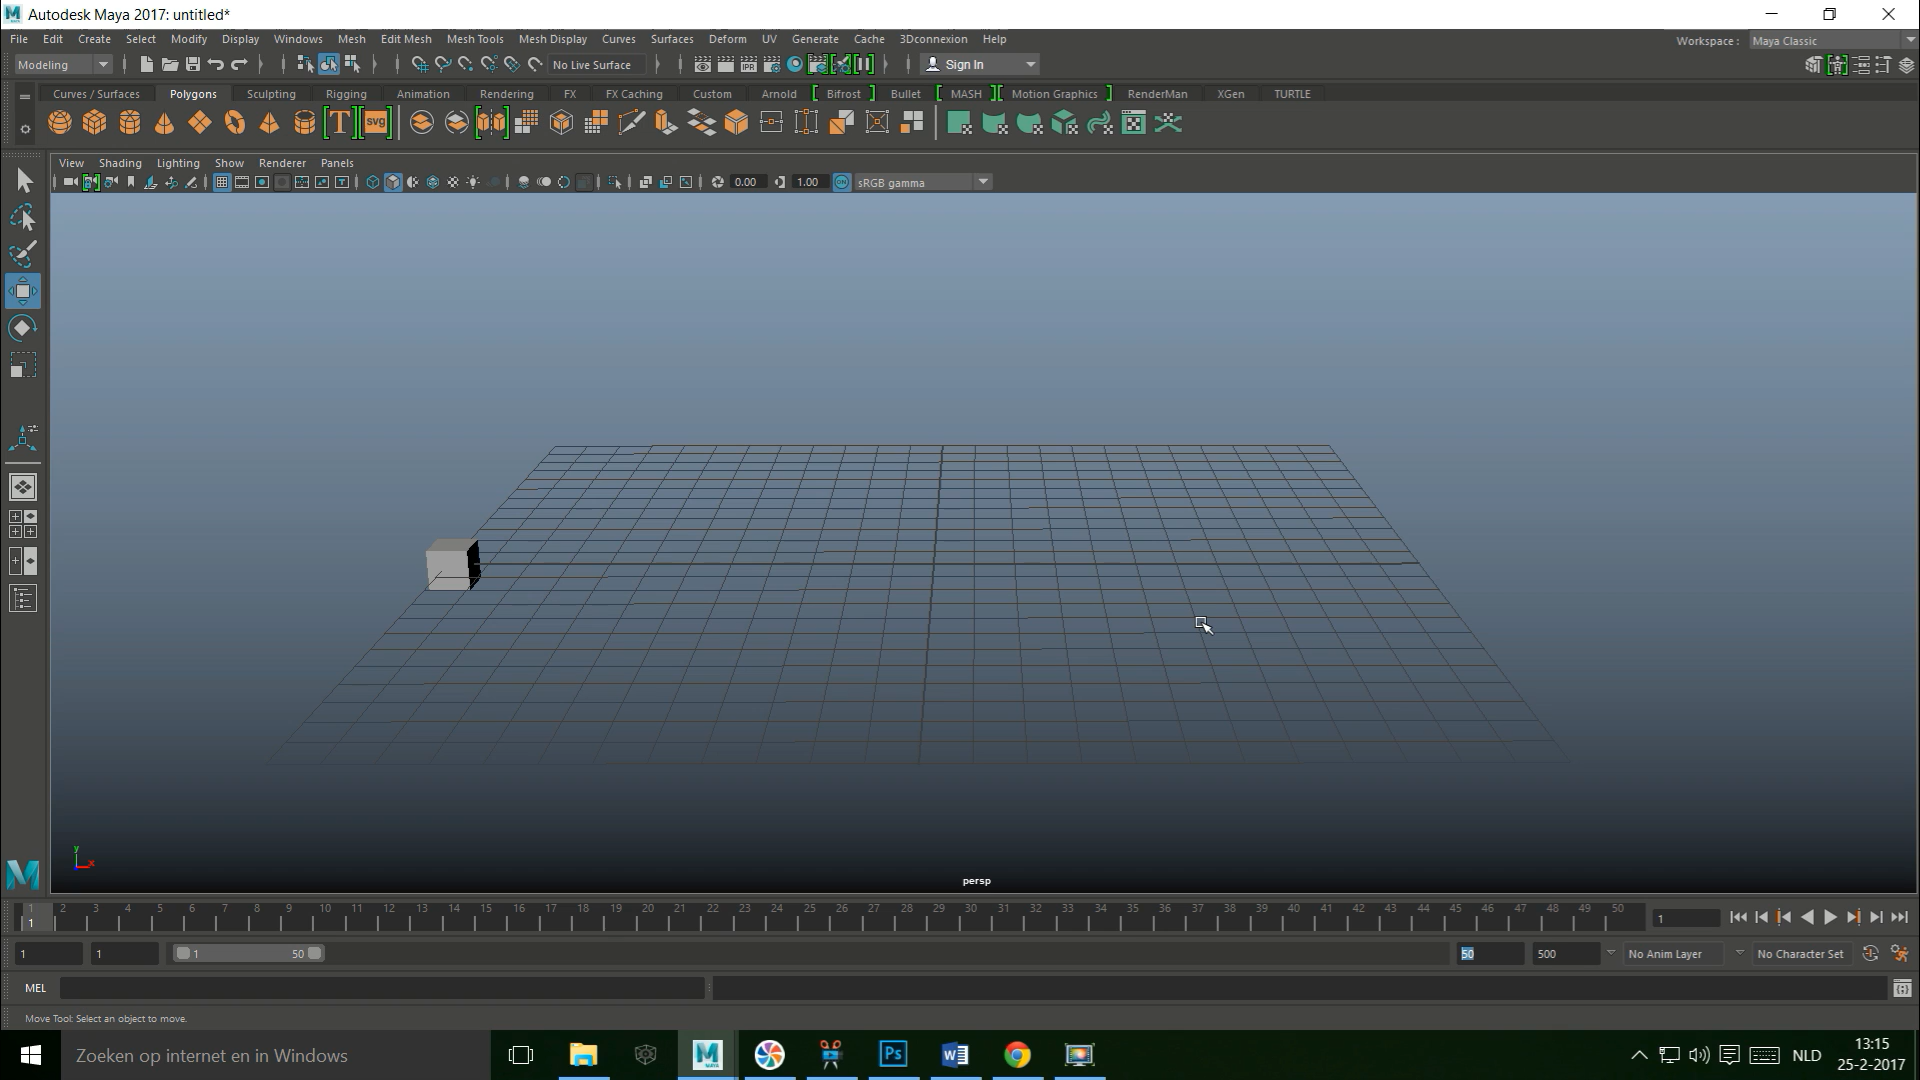 Autodesk Maya 2017: untitled*
File Edit Create Select Modify Display Windows Mesh Edit Mesh Mesh Tools Mesh Display Curves Surfaces Deform UV Generate Cache 3Dconnexion Help
Workspace : Maya Classic
Modeling No Live Surface IPR Sign In
Curves / Surfaces Polygons Sculpting Rigging Animation Rendering FX FX Caching Custom Arnold Bifrost Bullet MASH Motion Graphics RenderMan XGen TURTLE
T SVG
View Shading Lighting Show Renderer Panels
0.00 1.00 ON sRGB gamma
y
x
persp
1 2 3 4 5 6 7 8 9 10 11 12 13 14 15 16 17 18 19 20 21 22 23 24 25 26 27 28 29 30 31 32 33 34 35 36 37 38 39 40 41 42 43 44 45 46 47 48 49 50
1 1
1 1 1 50 50 500 No Anim Layer No Character Set
MEL
Move Tool: Select an object to move.
Zoeken op internet en in Windows
MAYA
Ps
NLD
13:15
25-2-2017